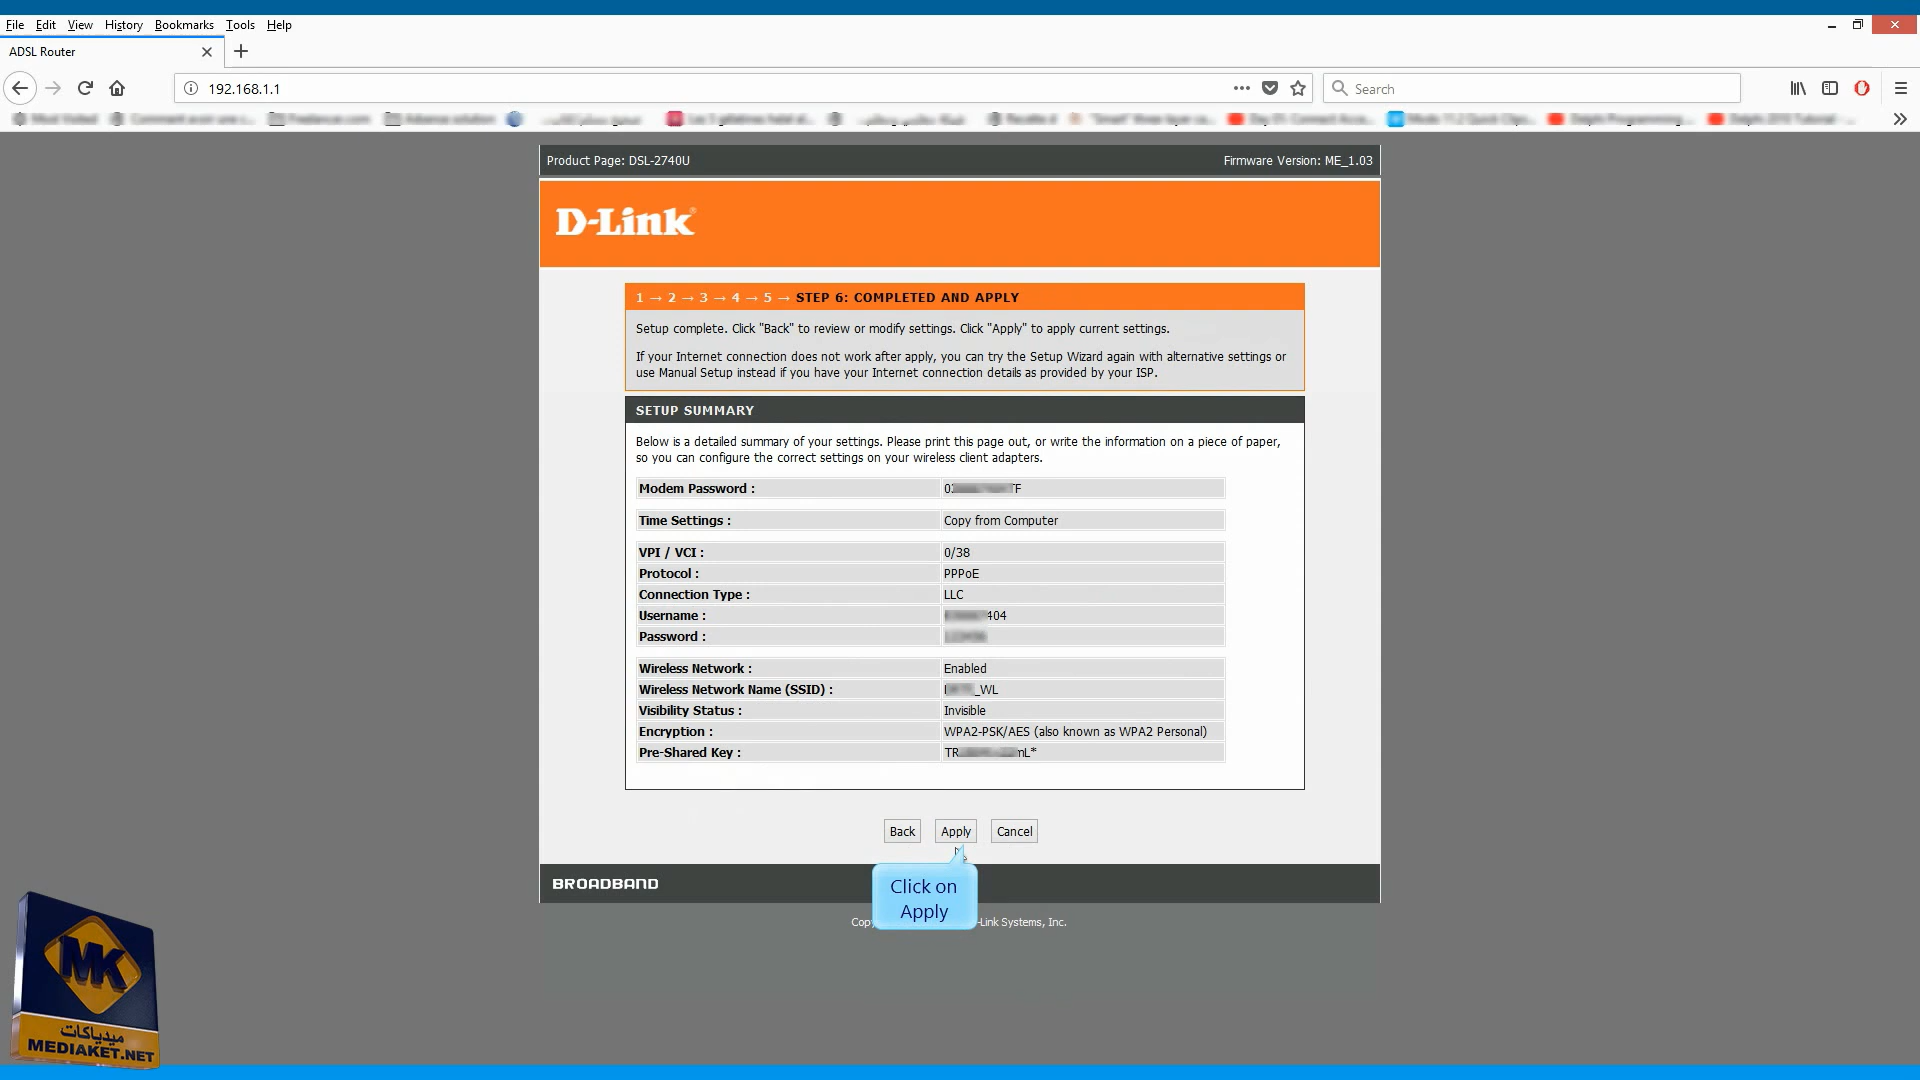 File Edit View History Bookmarks Tools Help
ADSL Router
192.168.1.1
Search
Product Page: DSL-2740U Firmware Version: ME_1.03
D-Link
1 → 2 → 3 → 4 → 5 → STEP 6: COMPLETED AND APPLY
Setup complete. Click "Back" to review or modify settings. Click "Apply" to apply current settings.
If your Internet connection does not work after apply, you can try the Setup Wizard again with alternative settings or
use Manual Setup instead if you have your Internet connection details as provided by your ISP.
SETUP SUMMARY
Below is a detailed summary of your settings. Please print this page out, or write the information on a piece of paper,
so you can configure the correct settings on your wireless client adapters.
Modem Password :
Time Settings : Copy from Computer
VPI / VCI : 0/38
Protocol : PPPoE
Connection Type : LLC
Username : 404
Password :
Wireless Network : Enabled
Wireless Network Name (SSID) : _WL
Visibility Status : Invisible
Encryption : WPA2-PSK/AES (also known as WPA2 Personal)
Pre-Shared Key : TR mL*
Back Apply Cancel
Click on
Apply
BROADBAND
-Link Systems, Inc.
MK
ميدياكات
MEDIAKET.NET